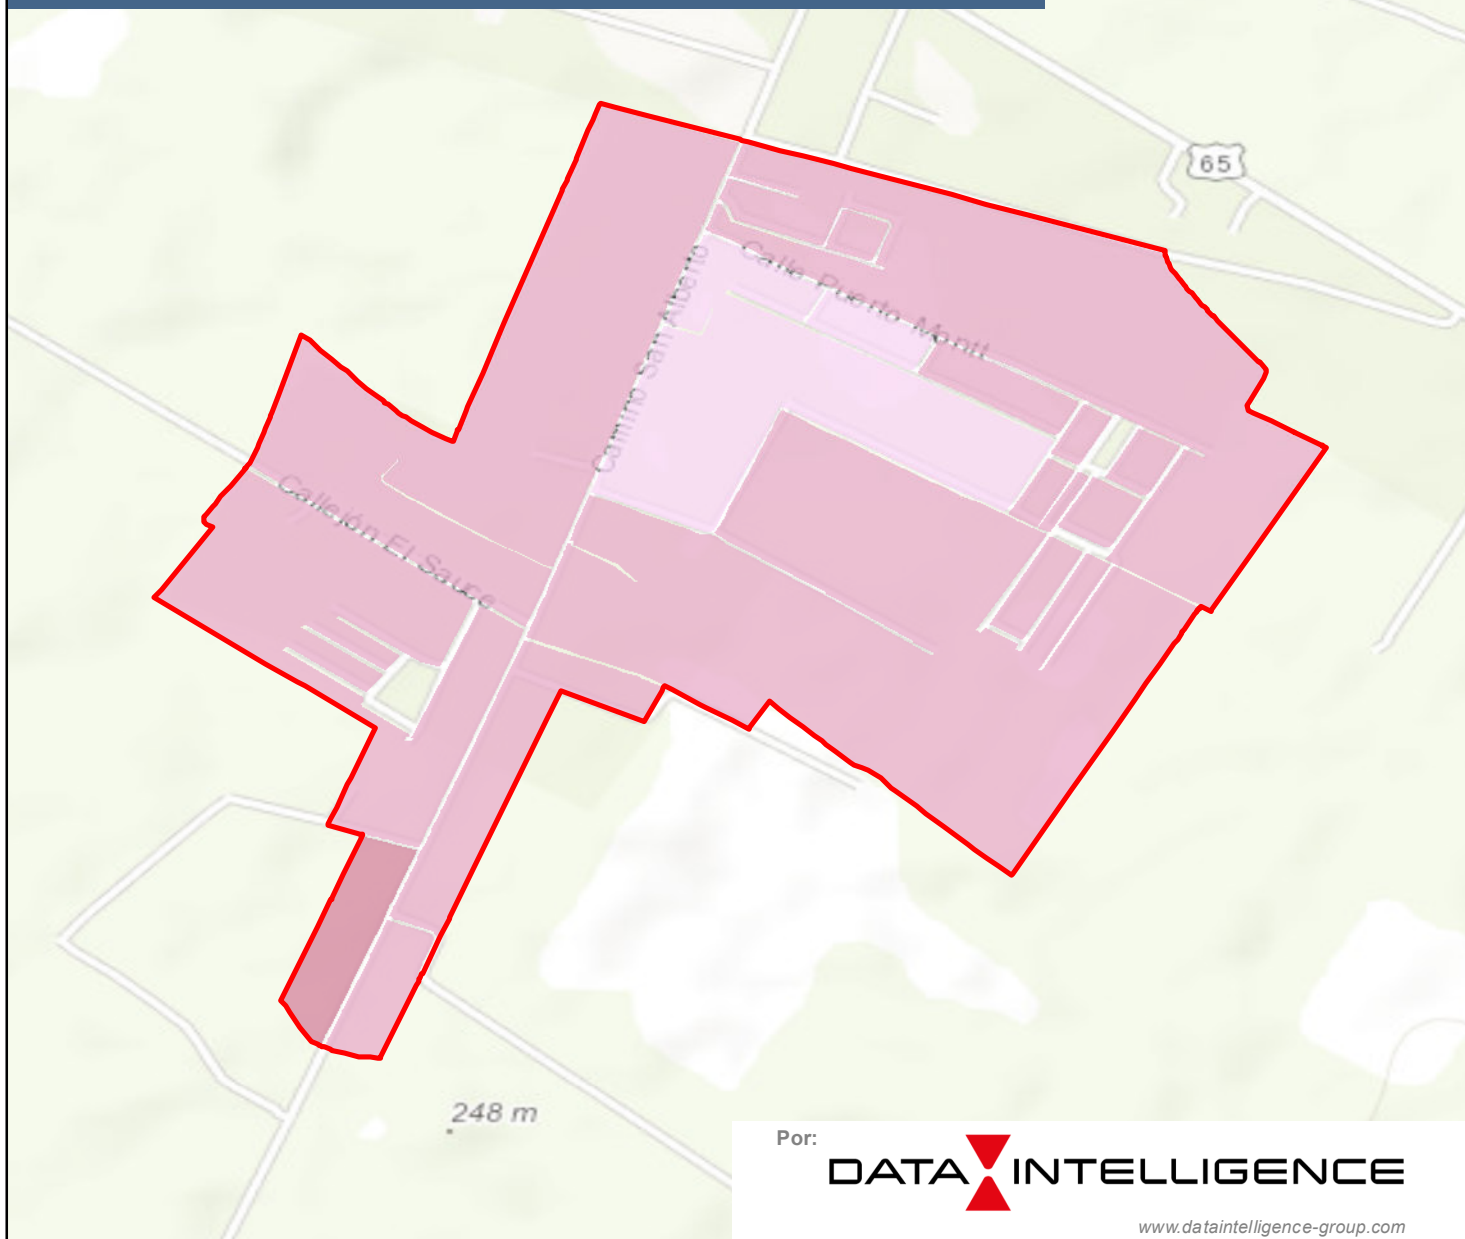 65
Calle Puerto Montt
Camino San Alberto
Callejón El Sauce
248 m
Por:
DATA INTELLIGENCE
www.dataintelligence-group.com